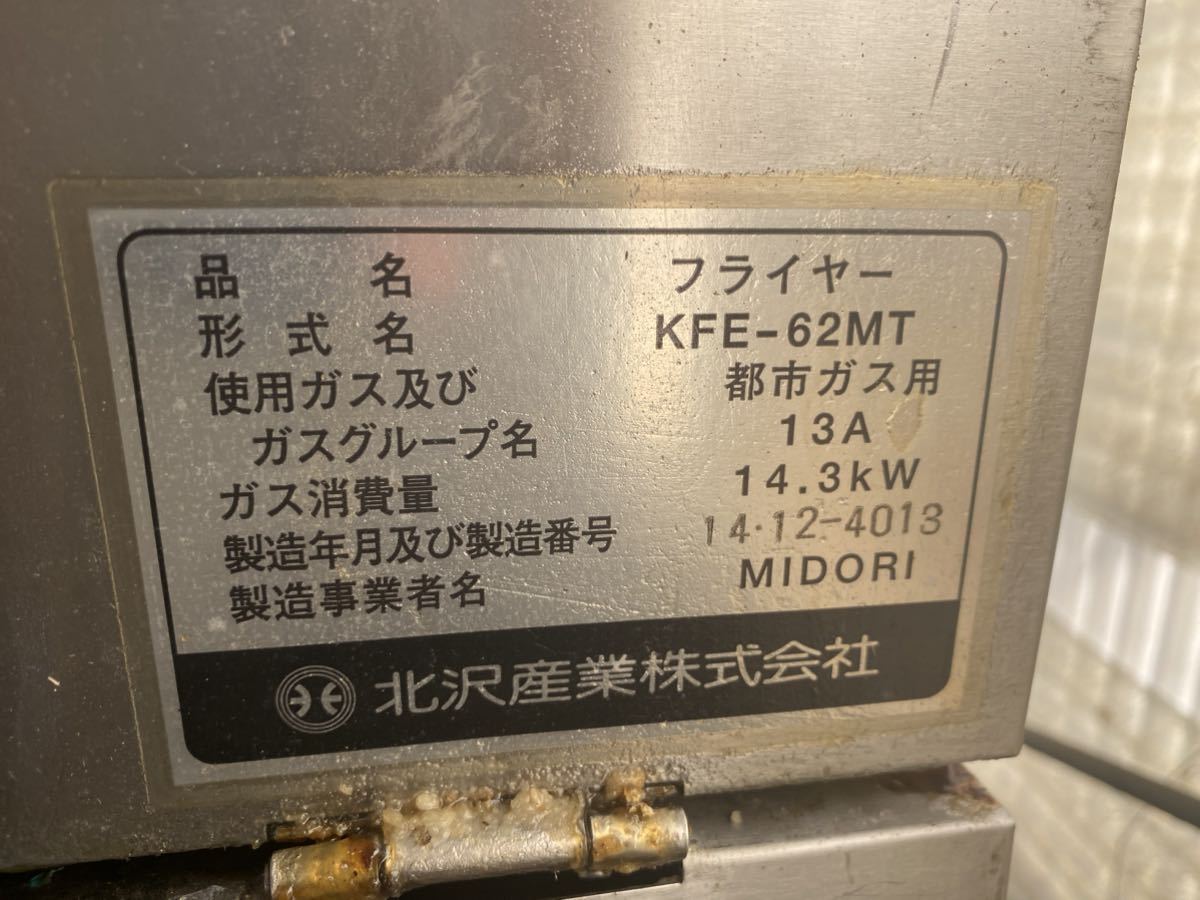 品 名 フライヤー
形 式 名 KFE-62MT
使用ガス及び 都市ガス用
ガスグループ名 13A
ガス消費量 14.3kW
製造年月及び製造番号 14・12-4013
製造事業者名 MIDORI
北沢産業株式会社